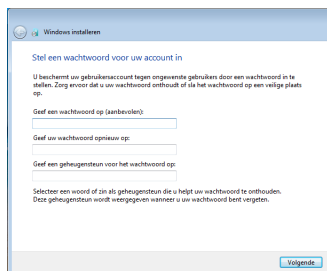 Windows installeren
Stel een wachtwoord voor uw account in
U beschermt uw gebruikersaccount tegen ongewenste gebruikers door een wachtwoord in te
stellen. Zorg ervoor dat u uw wachtwoord onthoudt of sla het wachtwoord op een veilige plaats
op.
Geef een wachtwoord op (aanbevolen):
Geef uw wachtwoord opnieuw op:
Geef een geheugensteun voor het wachtwoord op:
Selecteer een woord of zin als geheugensteun die u helpt uw wachtwoord te onthouden.
Deze geheugensteun wordt weergegeven wanneer u uw wachtwoord bent vergeten.
Volgende